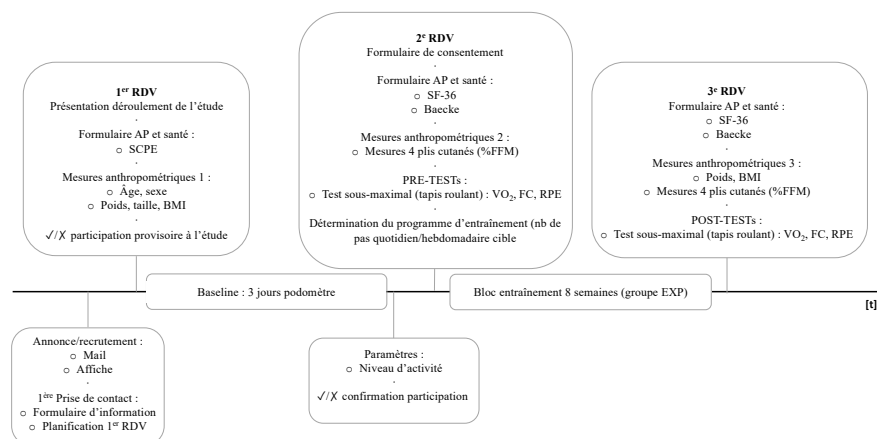 1er RDV
Présentation déroulement de l'étude
.
Formulaire AP et santé :
○ SCPE
.
Mesures anthropométriques 1 :
○ Âge, sexe
○ Poids, taille, BMI
.
✓/✗ participation provisoire à l'étude
2e RDV
Formulaire de consentement
.
Formulaire AP et santé :
○ SF-36
○ Baecke
.
Mesures anthropométriques 2 :
○ Mesures 4 plis cutanés (%FFM)
.
PRE-TESTs :
○ Test sous-maximal (tapis roulant) : VO₂, FC, RPE
.
Détermination du programme d'entraînement (nb de
pas quotidien/hebdomadaire cible
3e RDV
Formulaire AP et santé :
○ SF-36
○ Baecke
.
Mesures anthropométriques 3 :
○ Poids, BMI
○ Mesures 4 plis cutanés (%FFM)
.
POST-TESTs :
○ Test sous-maximal (tapis roulant) : VO₂, FC, RPE
Baseline : 3 jours podomètre
Bloc entraînement 8 semaines (groupe EXP)
[t]
Annonce/recrutement :
○ Mail
○ Affiche
.
1ère Prise de contact :
○ Formulaire d'information
○ Planification 1er RDV
Paramètres :
○ Niveau d'activité
.
✓/✗ confirmation participation